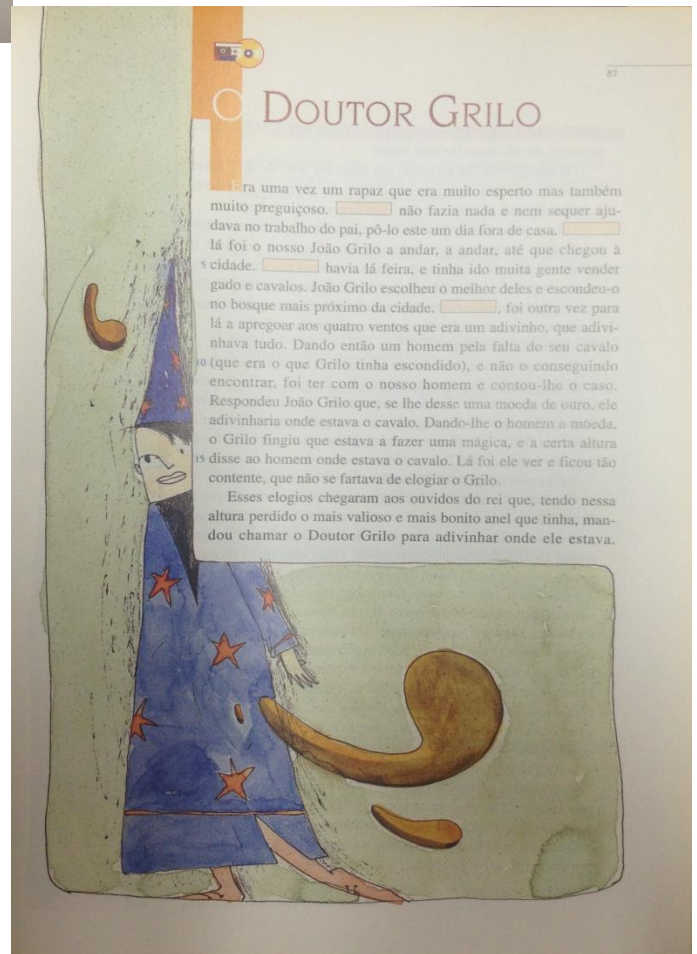 87
O DOUTOR GRILO
Era uma vez um rapaz que era muito esperto mas também
muito preguiçoso. não fazia nada e nem sequer aju-
dava no trabalho do pai, pô-lo este um dia fora de casa.
lá foi o nosso João Grilo a andar, a andar, até que chegou à
5 cidade. havia lá feira, e tinha ido muita gente vender
gado e cavalos. João Grilo escolheu o melhor deles e escondeu-o
no bosque mais próximo da cidade. , foi outra vez para
lá a apregoar aos quatro ventos que era um adivinho, que adivi-
nhava tudo. Dando então um homem pela falta do seu cavalo
10 (que era o que Grilo tinha escondido), e não o conseguindo
encontrar, foi ter com o nosso homem e contou-lhe o caso.
Respondeu João Grilo que, se lhe desse uma moeda de ouro, ele
adivinharia onde estava o cavalo. Dando-lhe o homem a moeda,
o Grilo fingiu que estava a fazer uma mágica, e a certa altura
15 disse ao homem onde estava o cavalo. Lá foi ele ver e ficou tão
contente, que não se fartava de elogiar o Grilo.
Esses elogios chegaram aos ouvidos do rei que, tendo nessa
altura perdido o mais valioso e mais bonito anel que tinha, man-
dou chamar o Doutor Grilo para adivinhar onde ele estava.